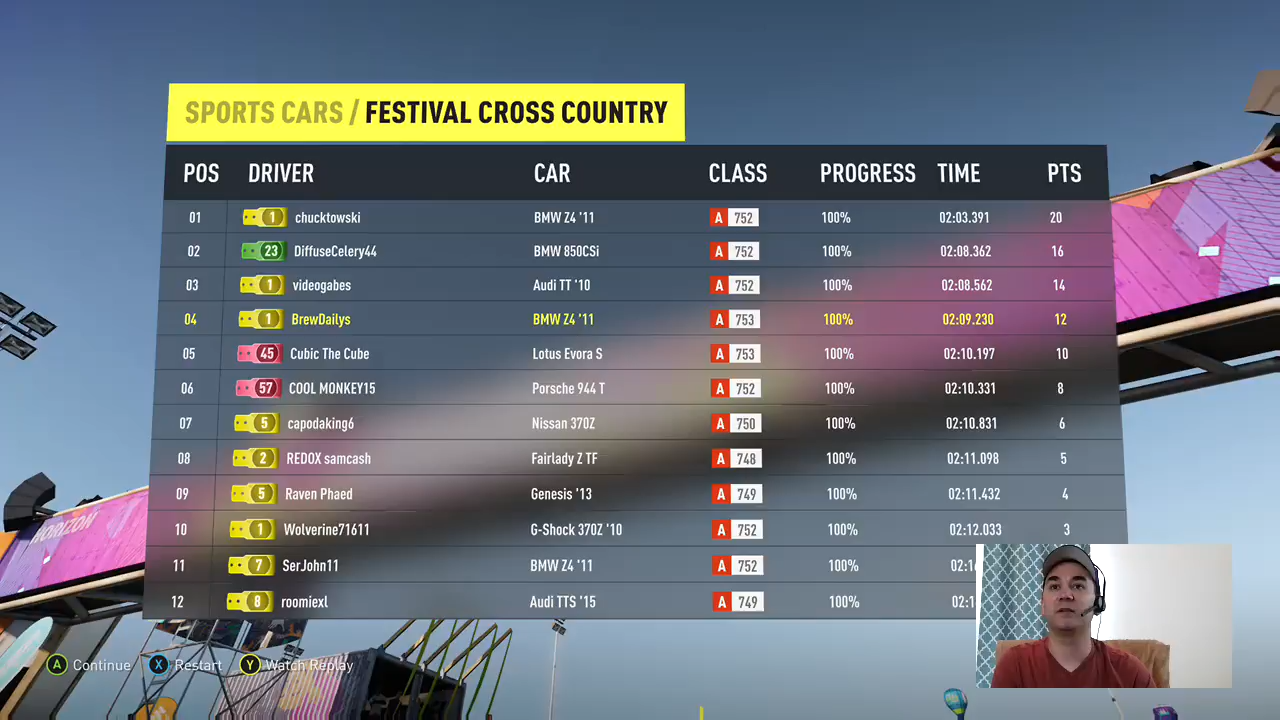 SPORTS CARS / FESTIVAL CROSS COUNTRY
POS DRIVER CAR CLASS PROGRESS TIME PTS
01 1 chucktowski BMW Z4 '11 A 752 100% 02:03.391 20
02 23 DiffuseCelery44 BMW 850CSi A 752 100% 02:08.362 16
03 1 videogabes Audi TT '10 A 752 100% 02:08.562 14
04 1 BrewDailys BMW Z4 '11 A 753 100% 02:09.230 12
05 45 Cubic The Cube Lotus Evora S A 753 100% 02:10.197 10
06 57 COOL MONKEY15 Porsche 944 T A 752 100% 02:10.331 8
07 5 capodaking6 Nissan 370Z A 750 100% 02:10.831 6
08 2 REDOX samcash Fairlady Z TF A 748 100% 02:11.098 5
09 5 Raven Phaed Genesis '13 A 749 100% 02:11.432 4
10 1 Wolverine71611 G-Shock 370Z '10 A 752 100% 02:12.033 3
11 7 SerJohn11 BMW Z4 '11 A 752 100% 02:1
12 8 roomiexl Audi TTS '15 A 749 100% 02:1
HORIZON
A Continue X Restart Y Watch Replay